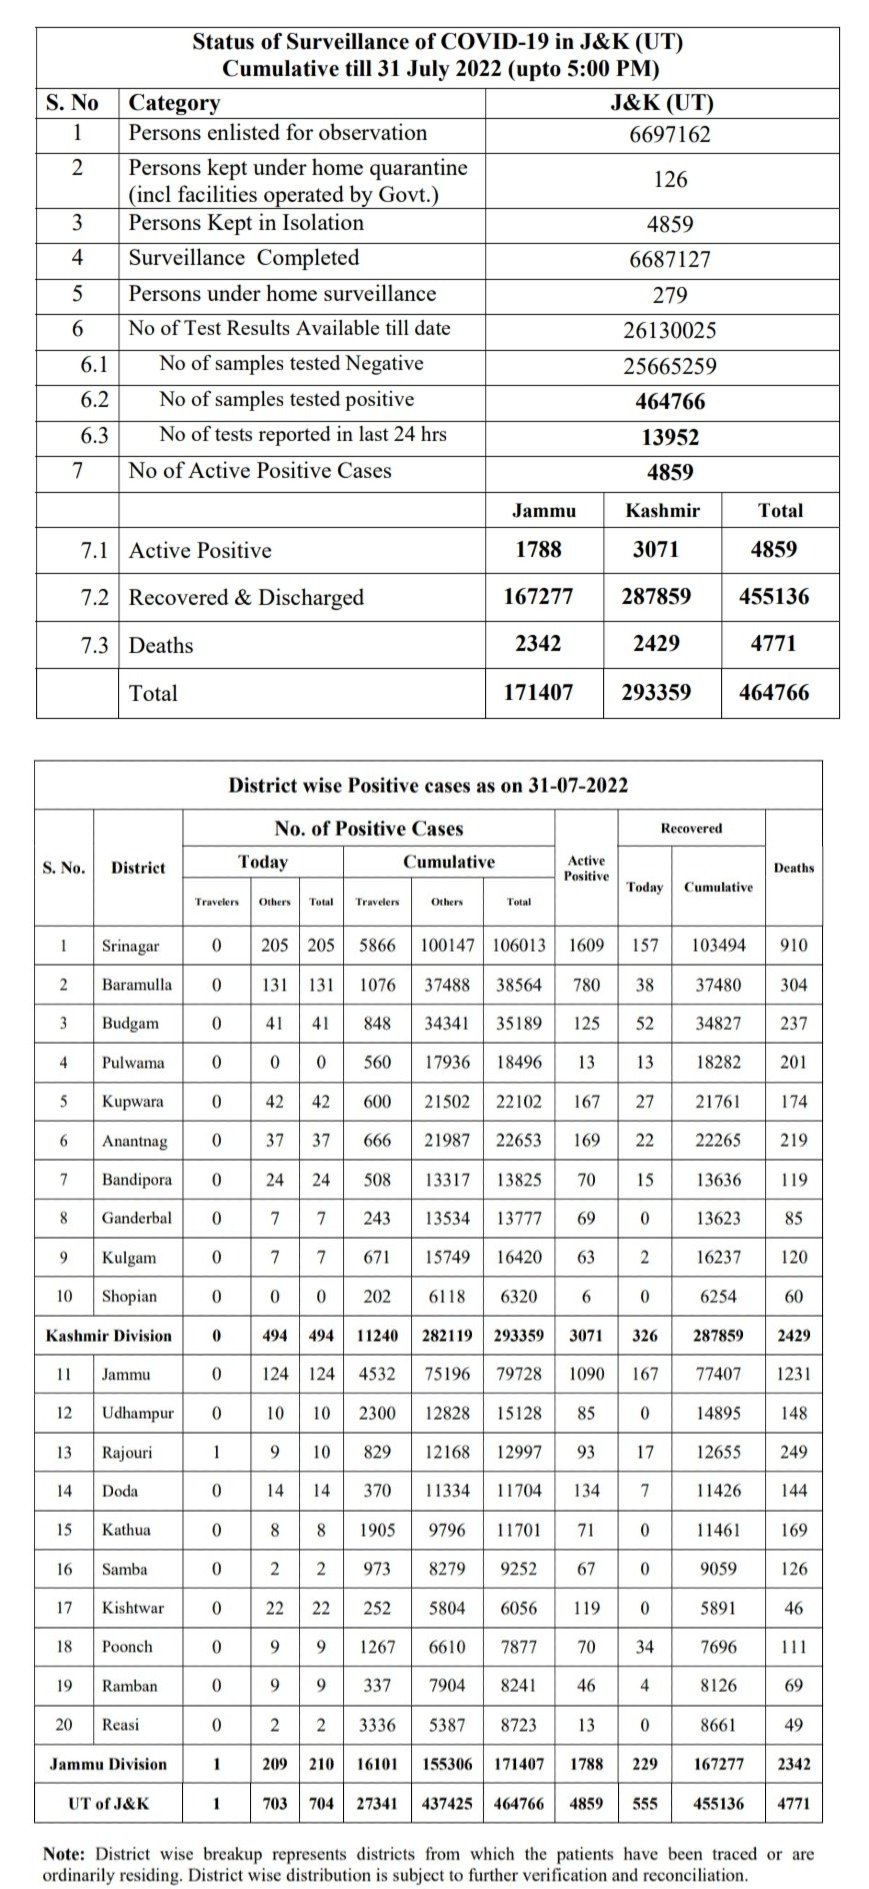 Status of Surveillance of COVID-19 in J&K (UT)
Cumulative till 31 July 2022 (upto 5:00 PM)
S. No Category J&K (UT)
1 Persons enlisted for observation 6697162
2 Persons kept under home quarantine (incl facilities operated by Govt.) 126
3 Persons Kept in Isolation 4859
4 Surveillance Completed 6687127
5 Persons under home surveillance 279
6 No of Test Results Available till date 26130025
6.1 No of samples tested Negative 25665259
6.2 No of samples tested positive 464766
6.3 No of tests reported in last 24 hrs 13952
7 No of Active Positive Cases 4859
Jammu Kashmir Total
7.1 Active Positive 1788 3071 4859
7.2 Recovered & Discharged 167277 287859 455136
7.3 Deaths 2342 2429 4771
Total 171407 293359 464766
District wise Positive cases as on 31-07-2022
S. No. District No. of Positive Cases Active Positive Recovered Deaths
Today Cumulative Today Cumulative
Travelers Others Total Travelers Others Total
1 Srinagar 0 205 205 5866 100147 106013 1609 157 103494 910
2 Baramulla 0 131 131 1076 37488 38564 780 38 37480 304
3 Budgam 0 41 41 848 34341 35189 125 52 34827 237
4 Pulwama 0 0 0 560 17936 18496 13 13 18282 201
5 Kupwara 0 42 42 600 21502 22102 167 27 21761 174
6 Anantnag 0 37 37 666 21987 22653 169 22 22265 219
7 Bandipora 0 24 24 508 13317 13825 70 15 13636 119
8 Ganderbal 0 7 7 243 13534 13777 69 0 13623 85
9 Kulgam 0 7 7 671 15749 16420 63 2 16237 120
10 Shopian 0 0 0 202 6118 6320 6 0 6254 60
Kashmir Division 0 494 494 11240 282119 293359 3071 326 287859 2429
11 Jammu 0 124 124 4532 75196 79728 1090 167 77407 1231
12 Udhampur 0 10 10 2300 12828 15128 85 0 14895 148
13 Rajouri 1 9 10 829 12168 12997 93 17 12655 249
14 Doda 0 14 14 370 11334 11704 134 7 11426 144
15 Kathua 0 8 8 1905 9796 11701 71 0 11461 169
16 Samba 0 2 2 973 8279 9252 67 0 9059 126
17 Kishtwar 0 22 22 252 5804 6056 119 0 5891 46
18 Poonch 0 9 9 1267 6610 7877 70 34 7696 111
19 Ramban 0 9 9 337 7904 8241 46 4 8126 69
20 Reasi 0 2 2 3336 5387 8723 13 0 8661 49
Jammu Division 1 209 210 16101 155306 171407 1788 229 167277 2342
UT of J&K 1 703 704 27341 437425 464766 4859 555 455136 4771
Note: District wise breakup represents districts from which the patients have been traced or are
ordinarily residing. District wise distribution is subject to further verification and reconciliation.